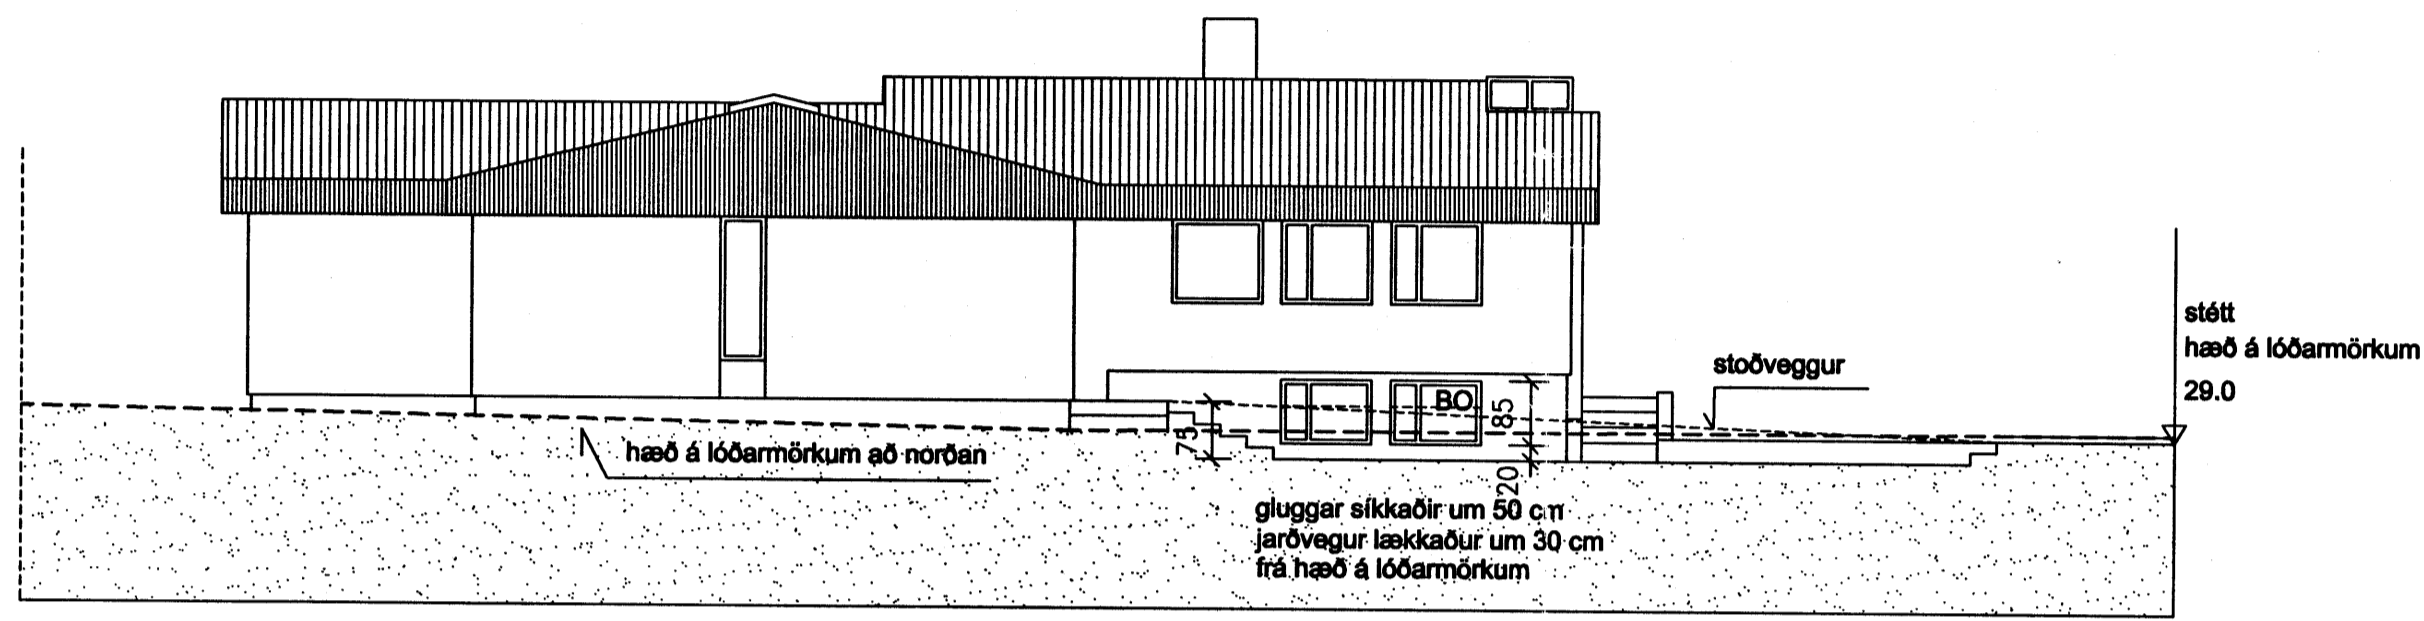 stétt
hæð á lóðarmörkum
29.0
stoðveggur
BO
85
75
20
hæð á lóðarmörkum að norðan
gluggar síkkaðir um 50 cm
jarðvegur lækkaður um 30 cm
frá hæð á lóðarmörkum